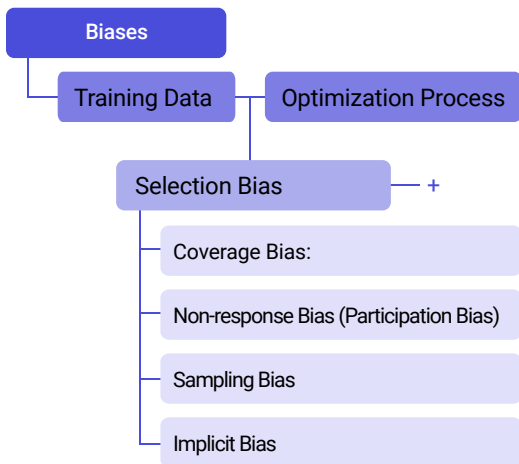 Biases
Training Data
Optimization Process
Selection Bias
+
Coverage Bias:
Non-response Bias (Participation Bias)
Sampling Bias
Implicit Bias